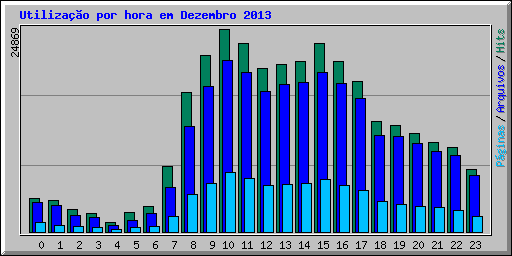 Utilização por hora em Dezembro 2013
24869
Páginas / Arquivos / Hits
0 1 2 3 4 5 6 7 8 9 10 11 12 13 14 15 16 17 18 19 20 21 22 23